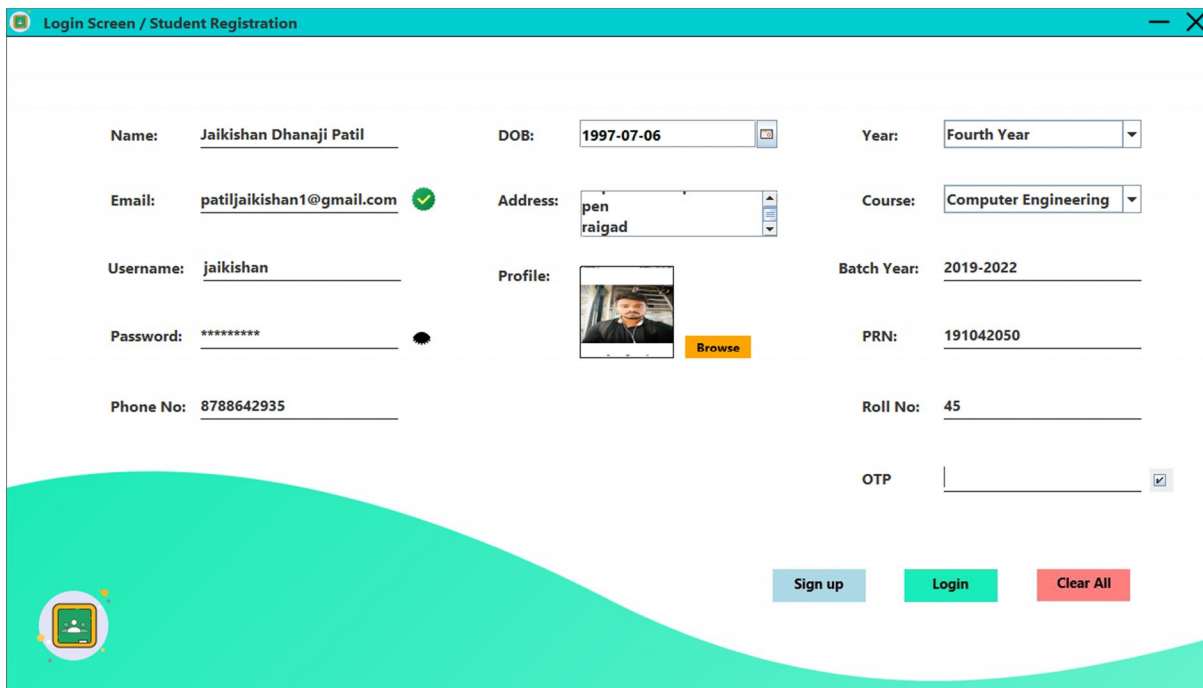 Login Screen / Student Registration
Name: Jaikishan Dhanaji Patil
DOB: 1997-07-06
Year: Fourth Year
Email: patiljaikishan1@gmail.com
Address: pen
raigad
Course: Computer Engineering
Username: jaikishan
Profile:
Batch Year: 2019-2022
Password: *********
Browse
PRN: 191042050
Phone No: 8788642935
Roll No: 45
OTP
Sign up
Login
Clear All